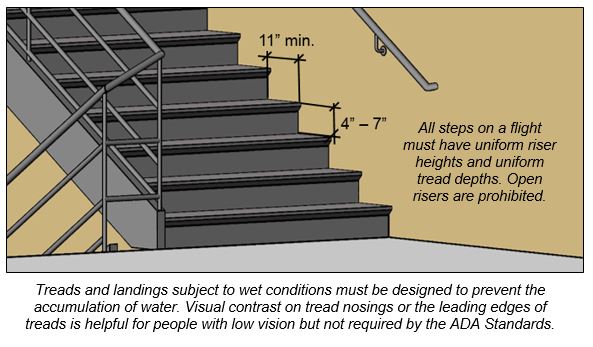 11” min.
4” – 7”
All steps on a flight
must have uniform riser
heights and uniform
tread depths. Open
risers are prohibited.
Treads and landings subject to wet conditions must be designed to prevent the
accumulation of water. Visual contrast on tread nosings or the leading edges of
treads is helpful for people with low vision but not required by the ADA Standards.